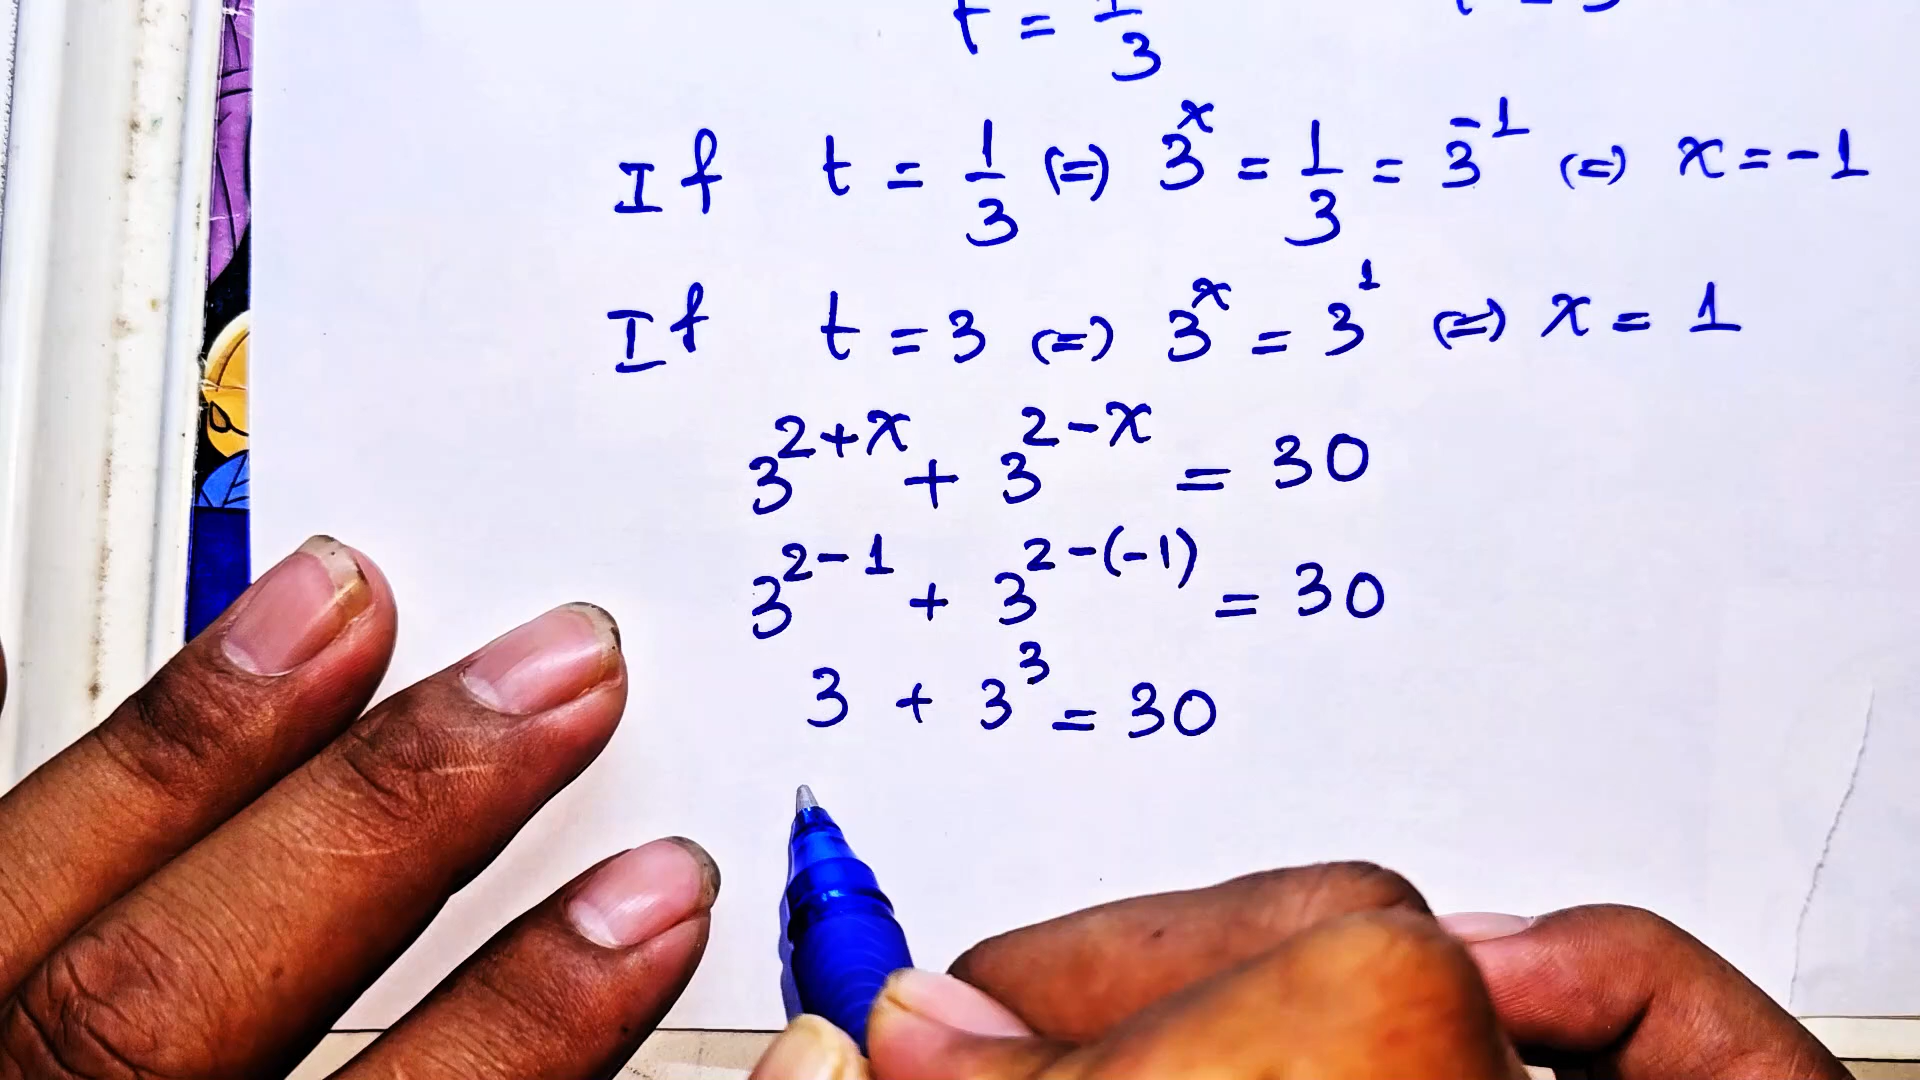 t = 1/3
If t = 1/3 (=) 3^x = 1/3 = 3^-1 (=) x = -1
If t = 3 (=) 3^x = 3^1 (=) x = 1
3^2+x + 3^2-x = 30
3^2-1 + 3^2-(-1) = 30
3 + 3^3 = 30